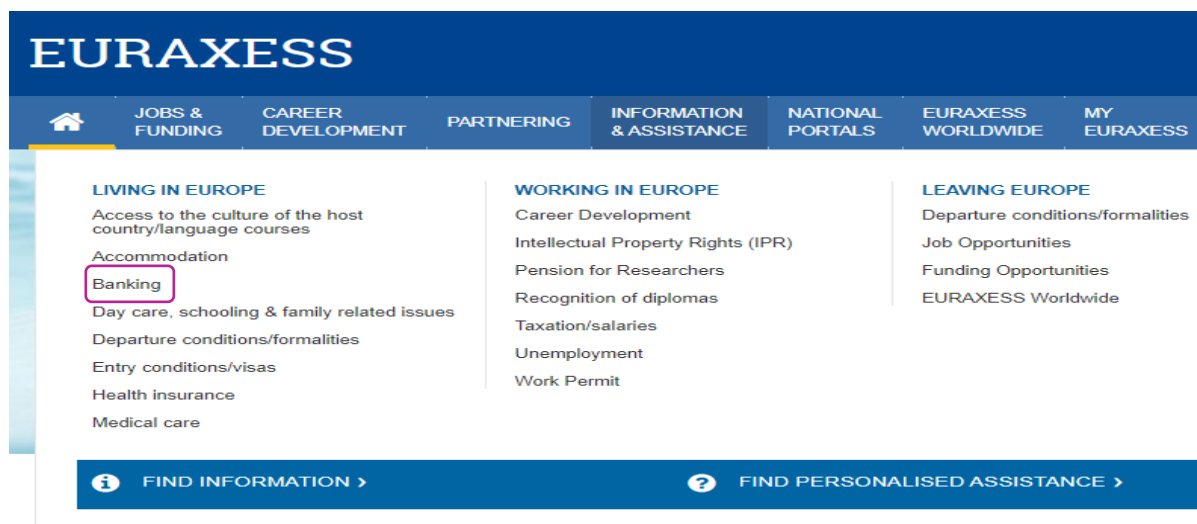 EURAXESS
JOBS &
FUNDING
CAREER
DEVELOPMENT
PARTNERING
INFORMATION
& ASSISTANCE
NATIONAL
PORTALS
EURAXESS
WORLDWIDE
MY
EURAXESS
LIVING IN EUROPE
Access to the culture of the host
country/language courses
Accommodation
Banking
Day care, schooling & family related issues
Departure conditions/formalities
Entry conditions/visas
Health insurance
Medical care
WORKING IN EUROPE
Career Development
Intellectual Property Rights (IPR)
Pension for Researchers
Recognition of diplomas
Taxation/salaries
Unemployment
Work Permit
LEAVING EUROPE
Departure conditions/formalities
Job Opportunities
Funding Opportunities
EURAXESS Worldwide
FIND INFORMATION >
FIND PERSONALISED ASSISTANCE >